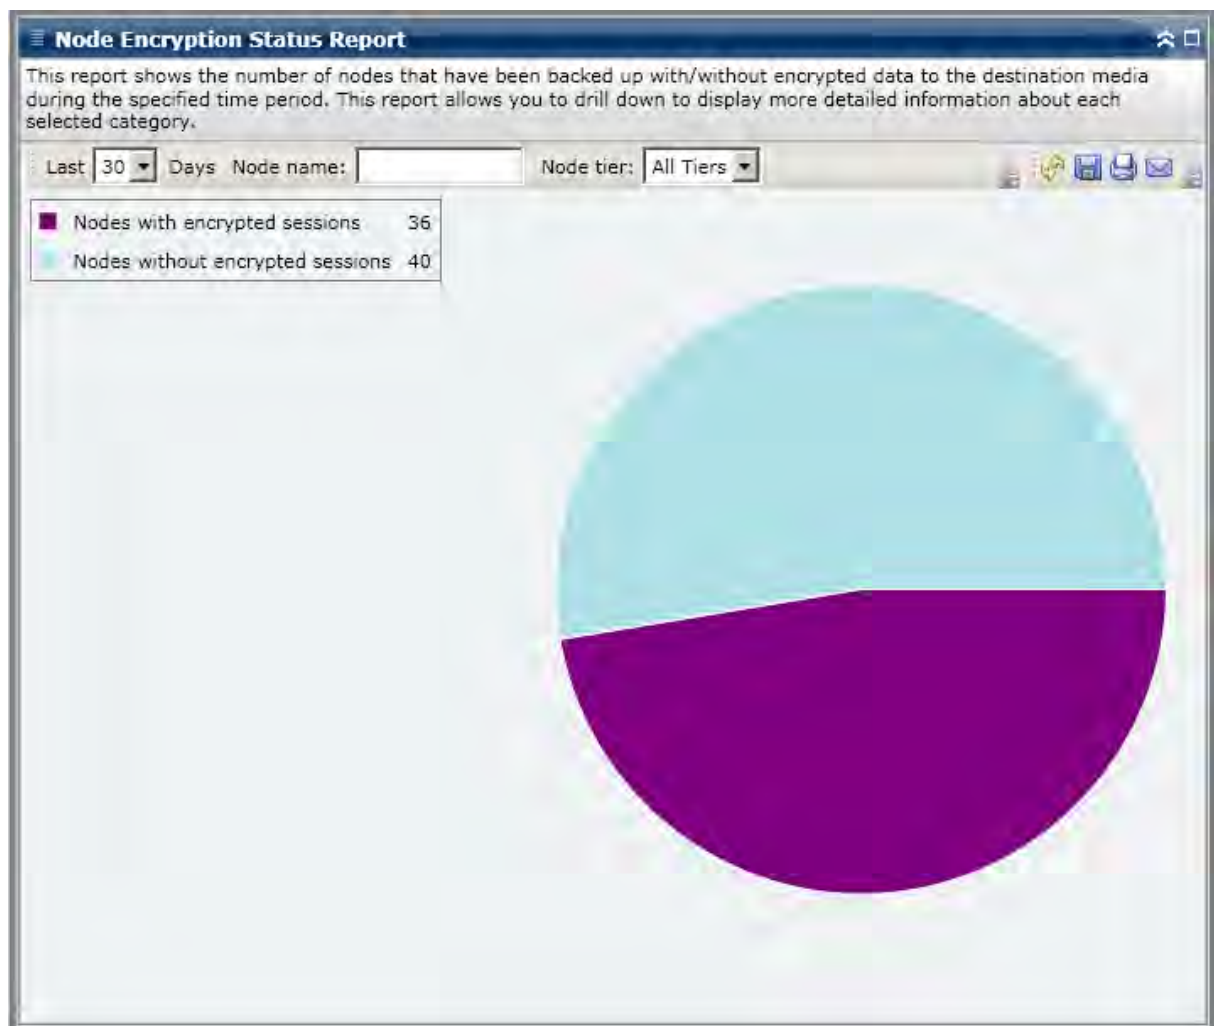 Node Encryption Status Report
This report shows the number of nodes that have been backed up with/without encrypted data to the destination media
during the specified time period. This report allows you to drill down to display more detailed information about each
selected category.
Last 30 Days Node name: Node tier: All Tiers
Nodes with encrypted sessions 36
Nodes without encrypted sessions 40